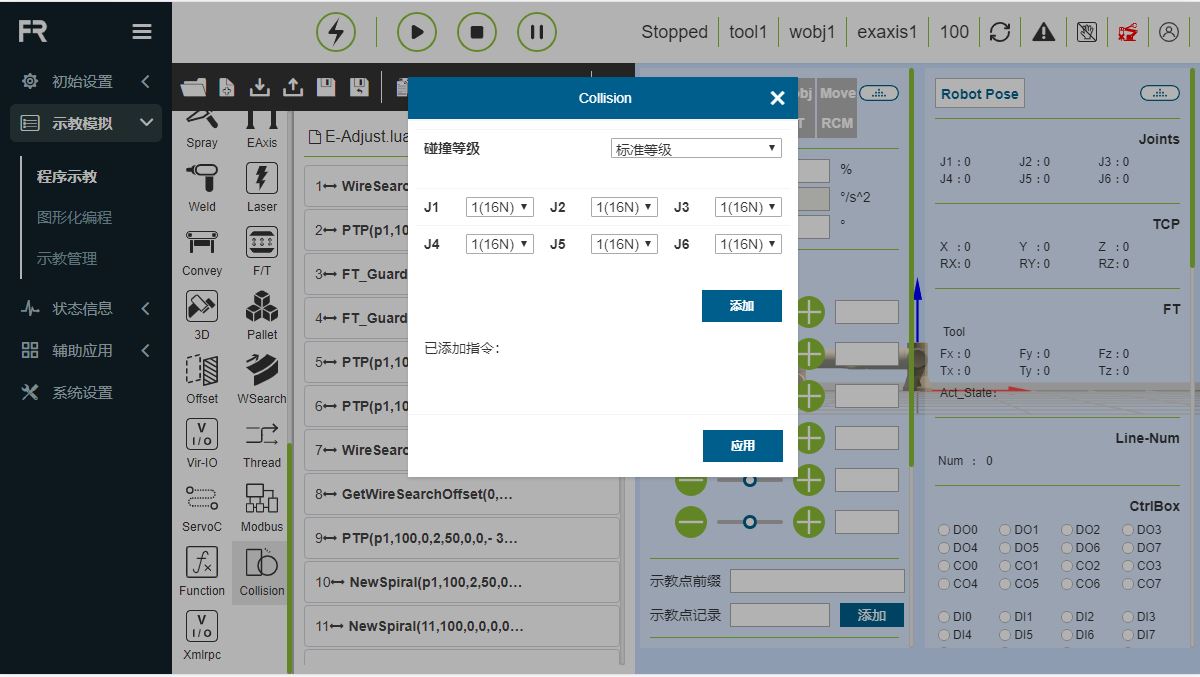 FR
Stopped tool1 wobj1 exaxis1 100
初始设置
示教模拟
程序示教
图形化编程
示教管理
状态信息
辅助应用
系统设置
Spray EAxis
Weld Laser
Convey F/T
3D Pallet
Offset WSearch
V I/O
Vir-IO Thread
ServoC Modbus
Function Collision
V I/O
Xmlrpc
E-Adjust.lua
1 WireSearc
2 PTP(p1,10
3 FT_Guard
4 FT_Guard
5 PTP(p1,10
6 PTP(p1,10
7 WireSearc
8 GetWireSearchOffset(0,...
9 PTP(p1,100,0,2,50,0,0,- 3...
10 NewSpiral(p1,100,2,50,0...
11 NewSpiral(11,100,0,0,0,0...
Collision
碰撞等级 标准等级
J1 1(16N) J2 1(16N) J3 1(16N)
J4 1(16N) J5 1(16N) J6 1(16N)
添加
已添加指令:
应用
bj Move
T RCM
%
°/s^2
°
示教点前缀
示教点记录 添加
Robot Pose
Joints
J1 : 0 J2 : 0 J3 : 0
J4 : 0 J5 : 0 J6 : 0
TCP
X : 0 Y : 0 Z : 0
RX: 0 RY: 0 RZ: 0
FT
Tool
Fx : 0 Fy : 0 Fz : 0
Tx : 0 Ty : 0 Tz : 0
Act_State:
Line-Num
Num : 0
CtrlBox
DO0 DO1 DO2 DO3
DO4 DO5 DO6 DO7
CO0 CO1 CO2 CO3
CO4 CO5 CO6 CO7
DI0 DI1 DI2 DI3
DI4 DI5 DI6 DI7